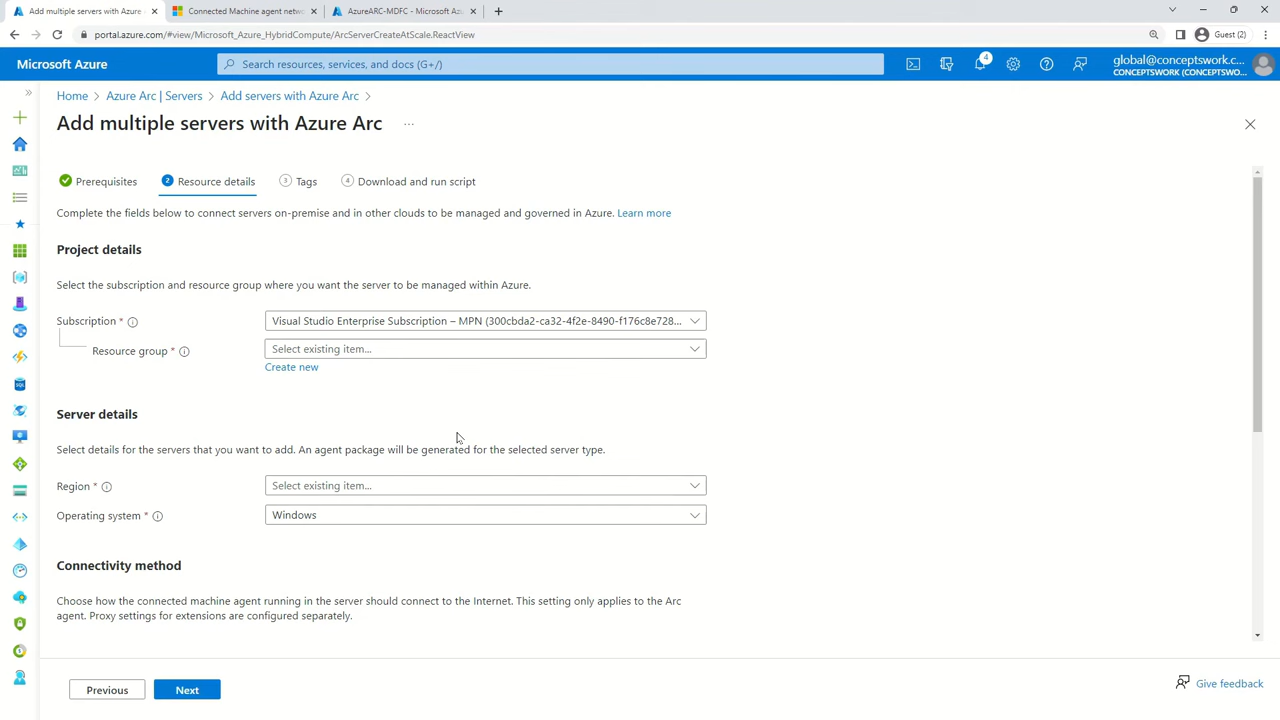 Add multiple servers with Azure
Connected Machine agent netw
AzureARC-MDFC - Microsoft Az
portal.azure.com/#view/Microsoft_Azure_HybridCompute/ArcServerCreateAtScale.ReactView
Guest (2)
Microsoft Azure
Search resources, services, and docs (G+/)
4
global@conceptswork.c...
CONCEPTSWORK (CONCEPTSWO...
Home > Azure Arc | Servers > Add servers with Azure Arc >
Add multiple servers with Azure Arc ...
Prerequisites
2 Resource details
3 Tags
4 Download and run script
Complete the fields below to connect servers on-premise and in other clouds to be managed and governed in Azure. Learn more
Project details
Select the subscription and resource group where you want the server to be managed within Azure.
Subscription *
Visual Studio Enterprise Subscription – MPN (300cbda2-ca32-4f2e-8490-f176c8e728...
Resource group *
Select existing item...
Create new
Server details
Select details for the servers that you want to add. An agent package will be generated for the selected server type.
Region *
Select existing item...
Operating system *
Windows
Connectivity method
Choose how the connected machine agent running in the server should connect to the Internet. This setting only applies to the Arc
agent. Proxy settings for extensions are configured separately.
Previous
Next
Give feedback